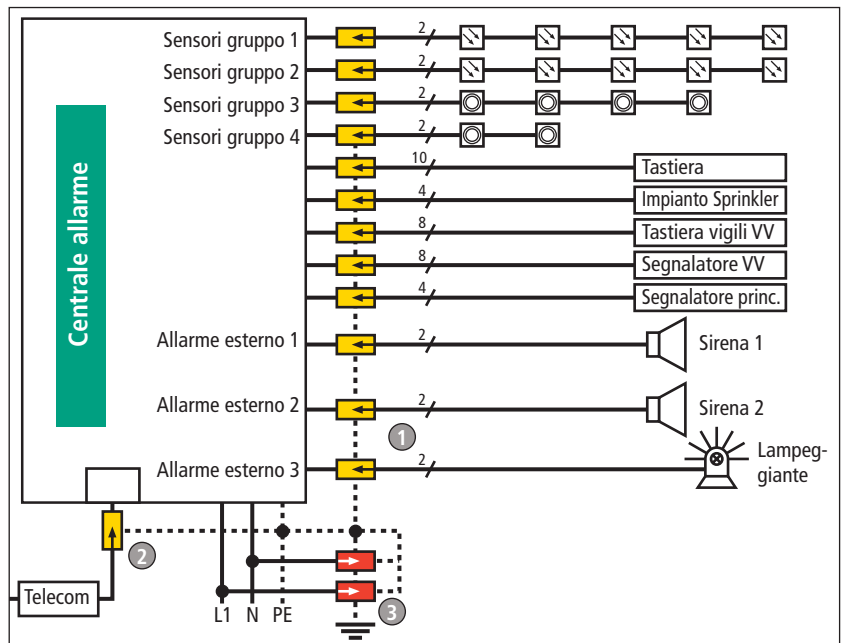 Sensori gruppo 1
2
Sensori gruppo 2
2
Sensori gruppo 3
2
Sensori gruppo 4
2
10
Tastiera
4
Impianto Sprinkler
8
Tastiera vigili VV
8
Segnalatore VV
4
Segnalatore princ.
Centrale allarme
Allarme esterno 1
2
Sirena 1
Allarme esterno 2
2
Sirena 2
1
Allarme esterno 3
2
Lampeg-
giante
2
Telecom
L1 N PE
3